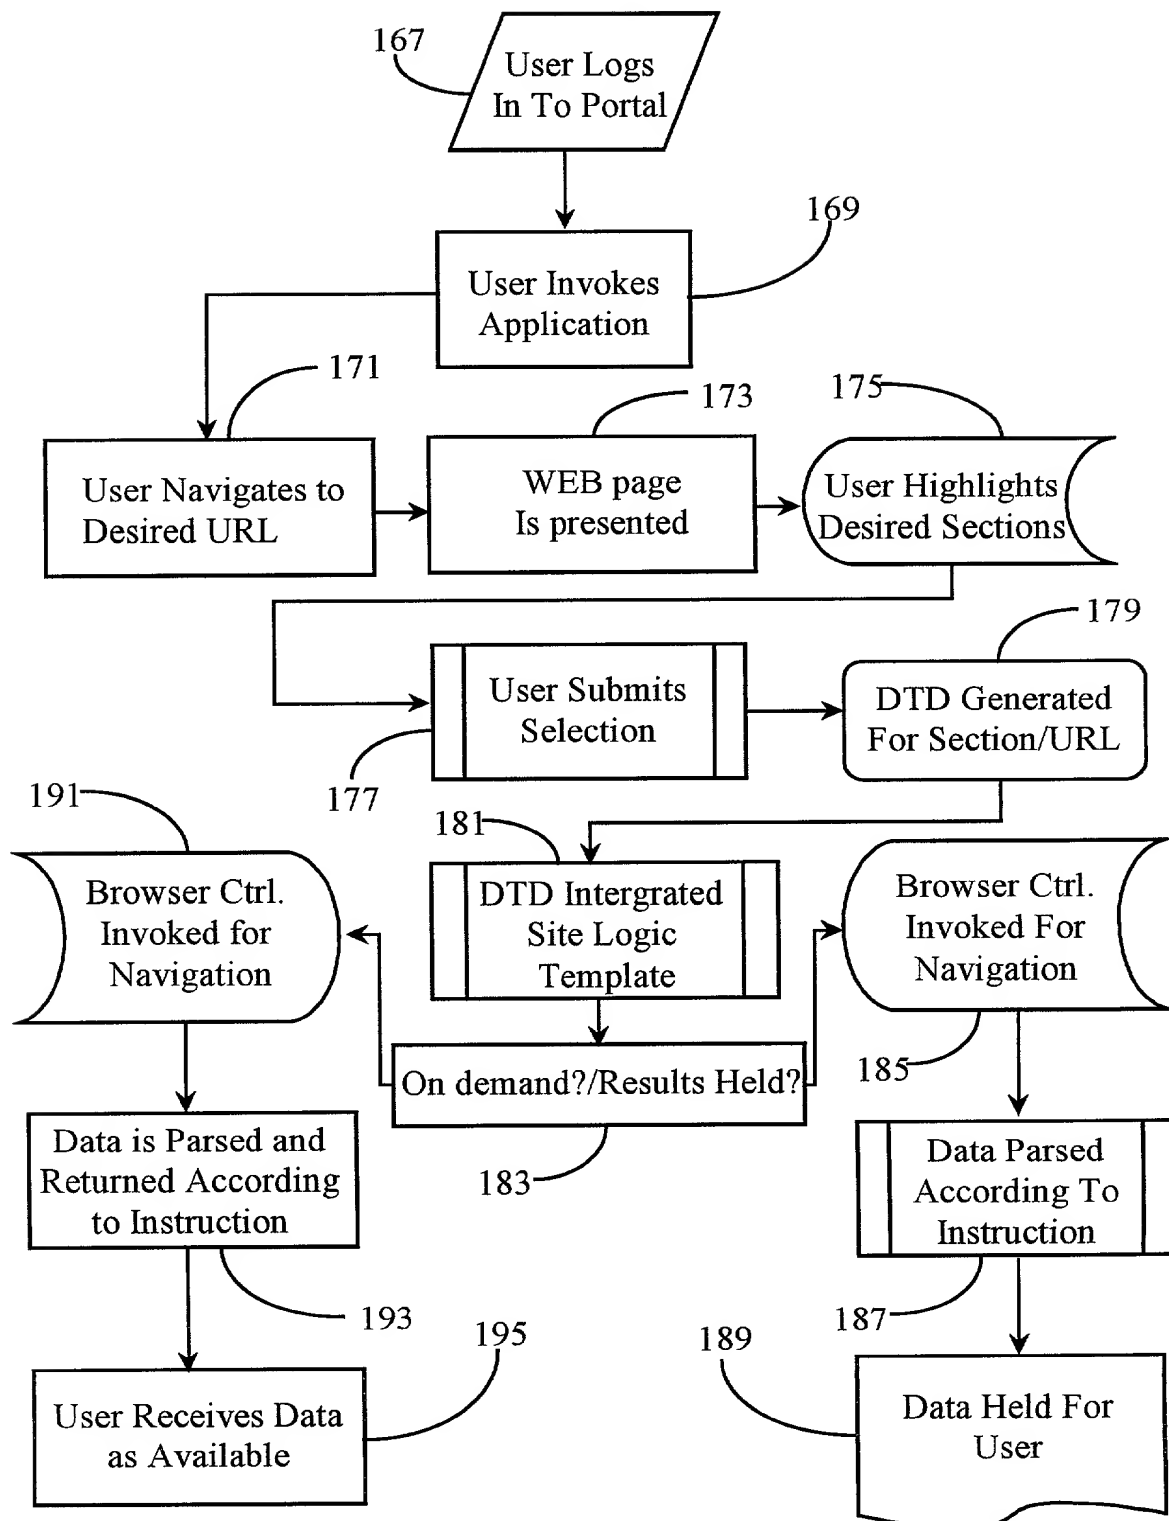 167
User Logs
In To Portal
169
User Invokes
Application
171
173
175
User Navigates to
Desired URL
WEB page
Is presented
User Highlights
Desired Sections
179
User Submits
Selection
DTD Generated
For Section/URL
177
191
181
Browser Ctrl.
Invoked for
Navigation
DTD Intergrated
Site Logic
Template
Browser Ctrl.
Invoked For
Navigation
185
On demand?/Results Held?
183
Data is Parsed and
Returned According
to Instruction
Data Parsed
According To
Instruction
193
187
195
189
User Receives Data
as Available
Data Held For
User